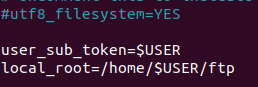 #utf8_filesystem=YES
user_sub_token=$USER
local_root=/home/$USER/ftp